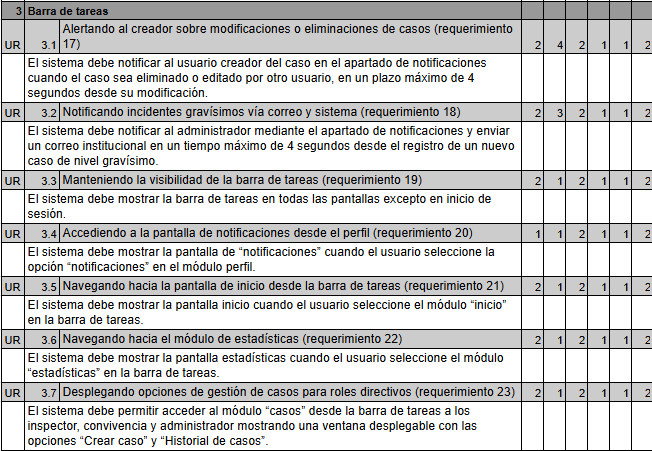 3 Barra de tareas
Alertando al creador sobre modificaciones o eliminaciones de casos (requerimiento
UR 3.1 17) 2 4 2 1 1 2
El sistema debe notificar al usuario creador del caso en el apartado de notificaciones
cuando el caso sea eliminado o editado por otro usuario, en un plazo máximo de 4
segundos desde su modificación.
UR 3.2 Notificando incidentes gravísimos vía correo y sistema (requerimiento 18) 2 3 2 1 1 2
El sistema debe notificar al administrador mediante el apartado de notificaciones y enviar
un correo institucional en un tiempo máximo de 4 segundos desde el registro de un nuevo
caso de nivel gravísimo.
UR 3.3 Manteniendo la visibilidad de la barra de tareas (requerimiento 19) 2 1 2 1 1 2
El sistema debe mostrar la barra de tareas en todas las pantallas excepto en inicio de
sesión.
UR 3.4 Accediendo a la pantalla de notificaciones desde el perfil (requerimiento 20) 1 1 2 1 1 2
El sistema debe mostrar la pantalla de “notificaciones” cuando el usuario seleccione la
opción “notificaciones” en el módulo perfil.
UR 3.5 Navegando hacia la pantalla de inicio desde la barra de tareas (requerimiento 21) 2 1 2 1 1 2
El sistema debe mostrar la pantalla inicio cuando el usuario seleccione el módulo “inicio”
en la barra de tareas.
UR 3.6 Navegando hacia el módulo de estadísticas (requerimiento 22) 2 1 2 1 1 2
El sistema debe mostrar la pantalla estadísticas cuando el usuario seleccione el módulo
“estadísticas” en la barra de tareas.
UR 3.7 Desplegando opciones de gestión de casos para roles directivos (requerimiento 23) 2 1 2 1 1 2
El sistema debe permitir acceder al módulo “casos” desde la barra de tareas a los
inspector, convivencia y administrador mostrando una ventana desplegable con las
opciones “Crear caso” y “Historial de casos”.